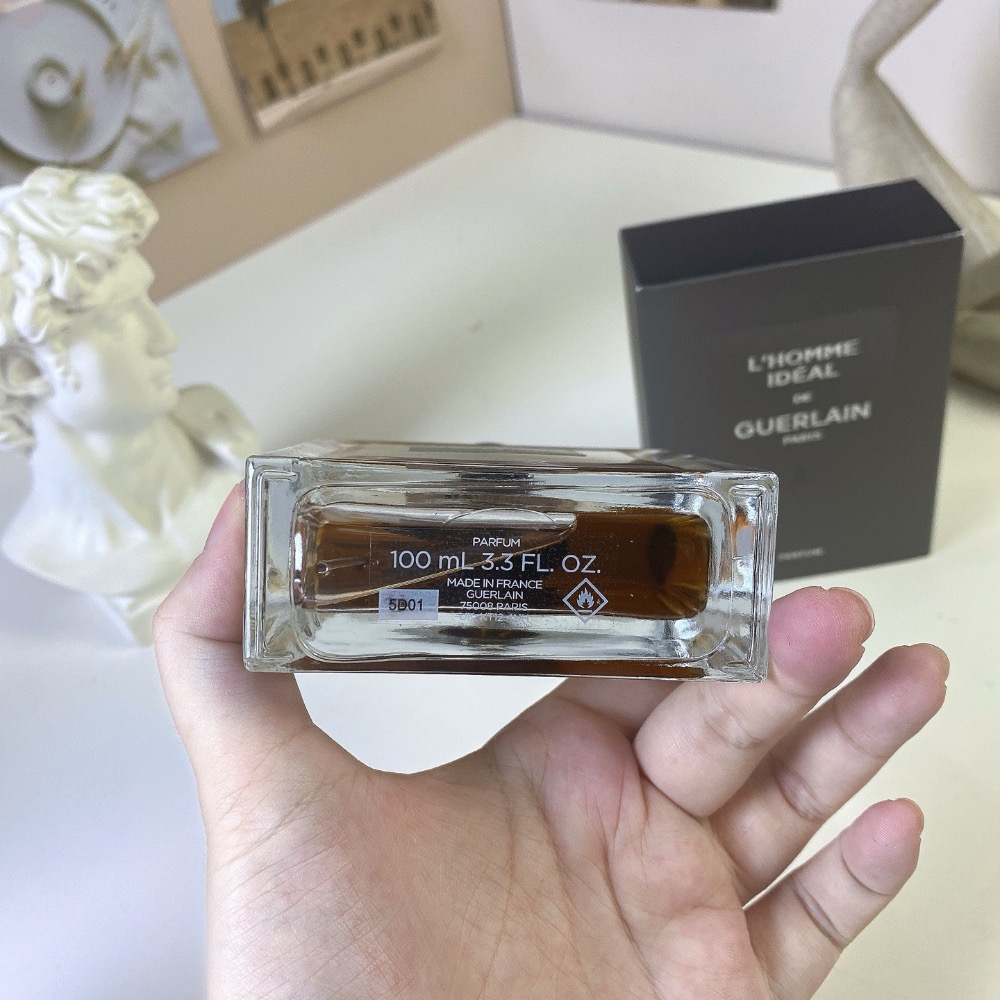 L'HOMME
IDÉAL
DE
GUERLAIN
PARIS
PARFUM
100 mL 3.3 FL. OZ.
MADE IN FRANCE
GUERLAIN
75008 PARIS
5D01